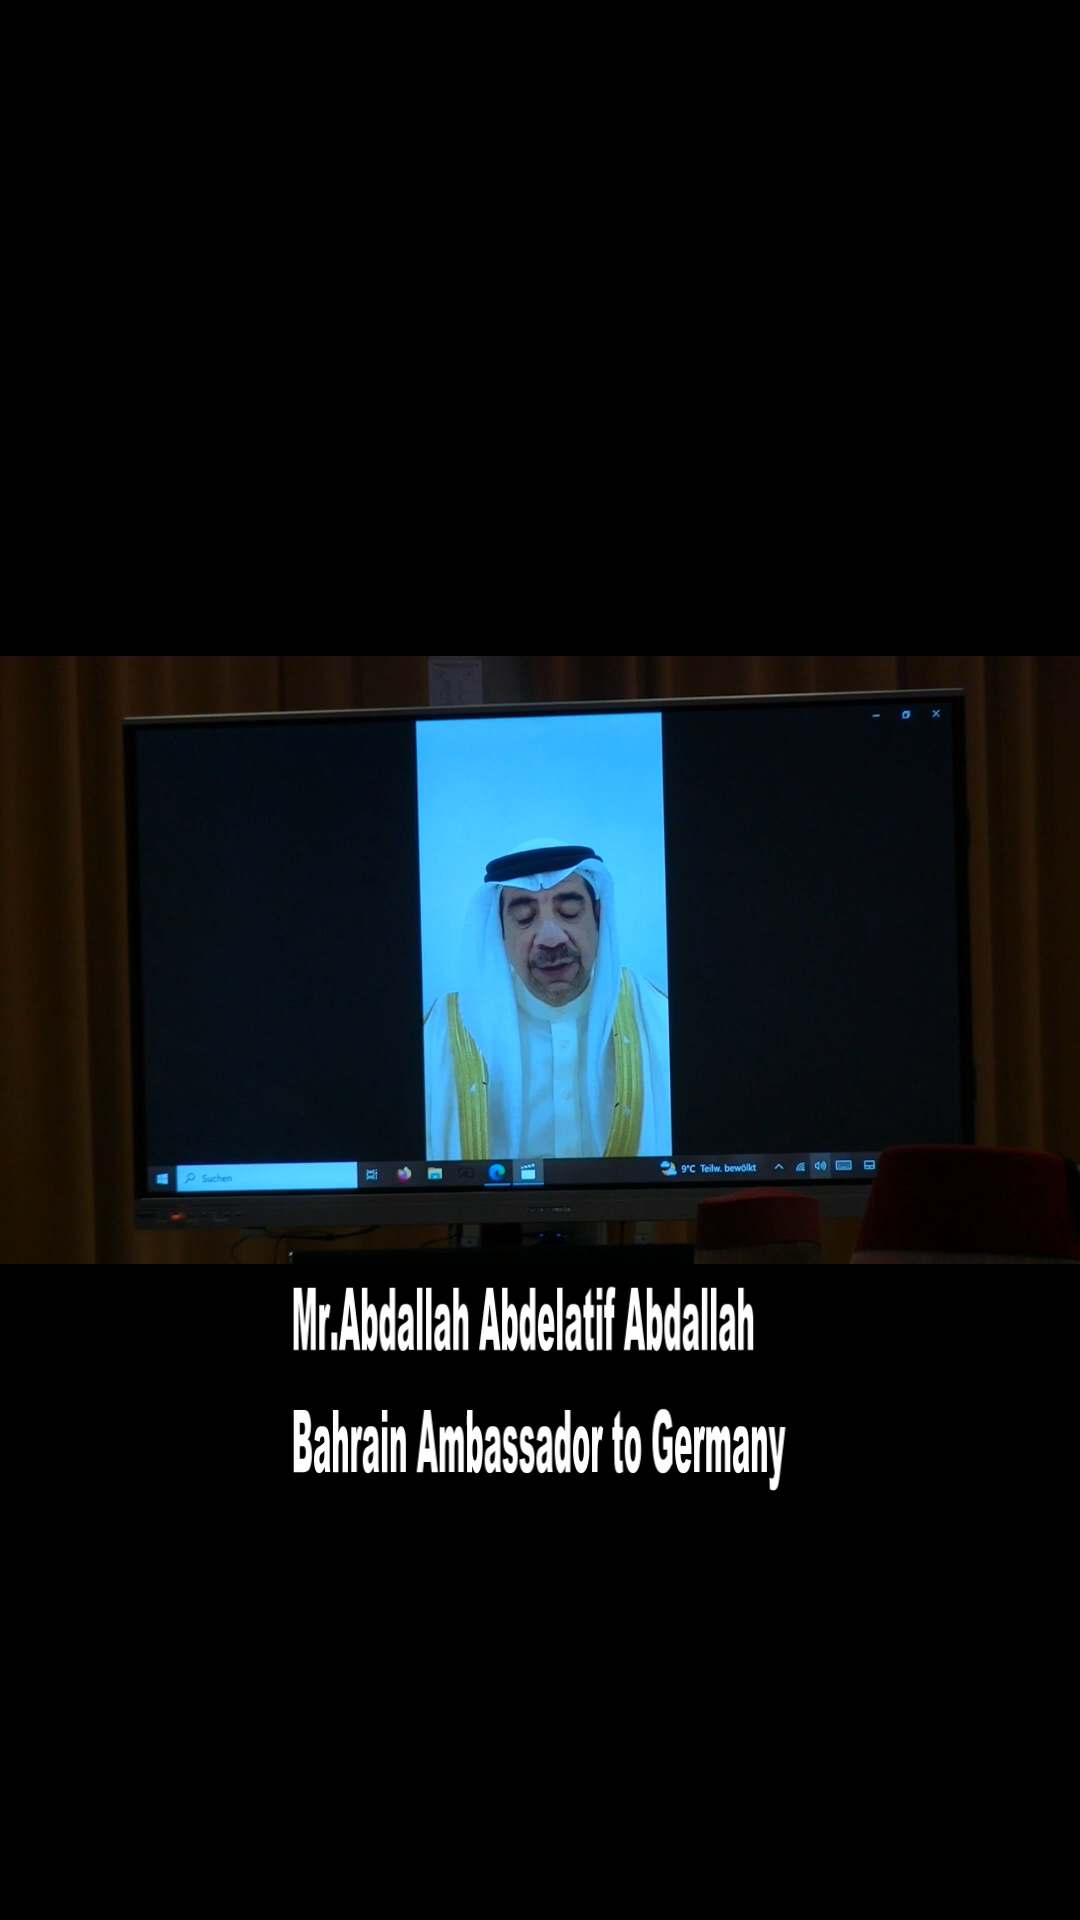 Suchen
9°C Teilw. bewölkt
Mr.Abdallah Abdelatif Abdallah
Bahrain Ambassador to Germany